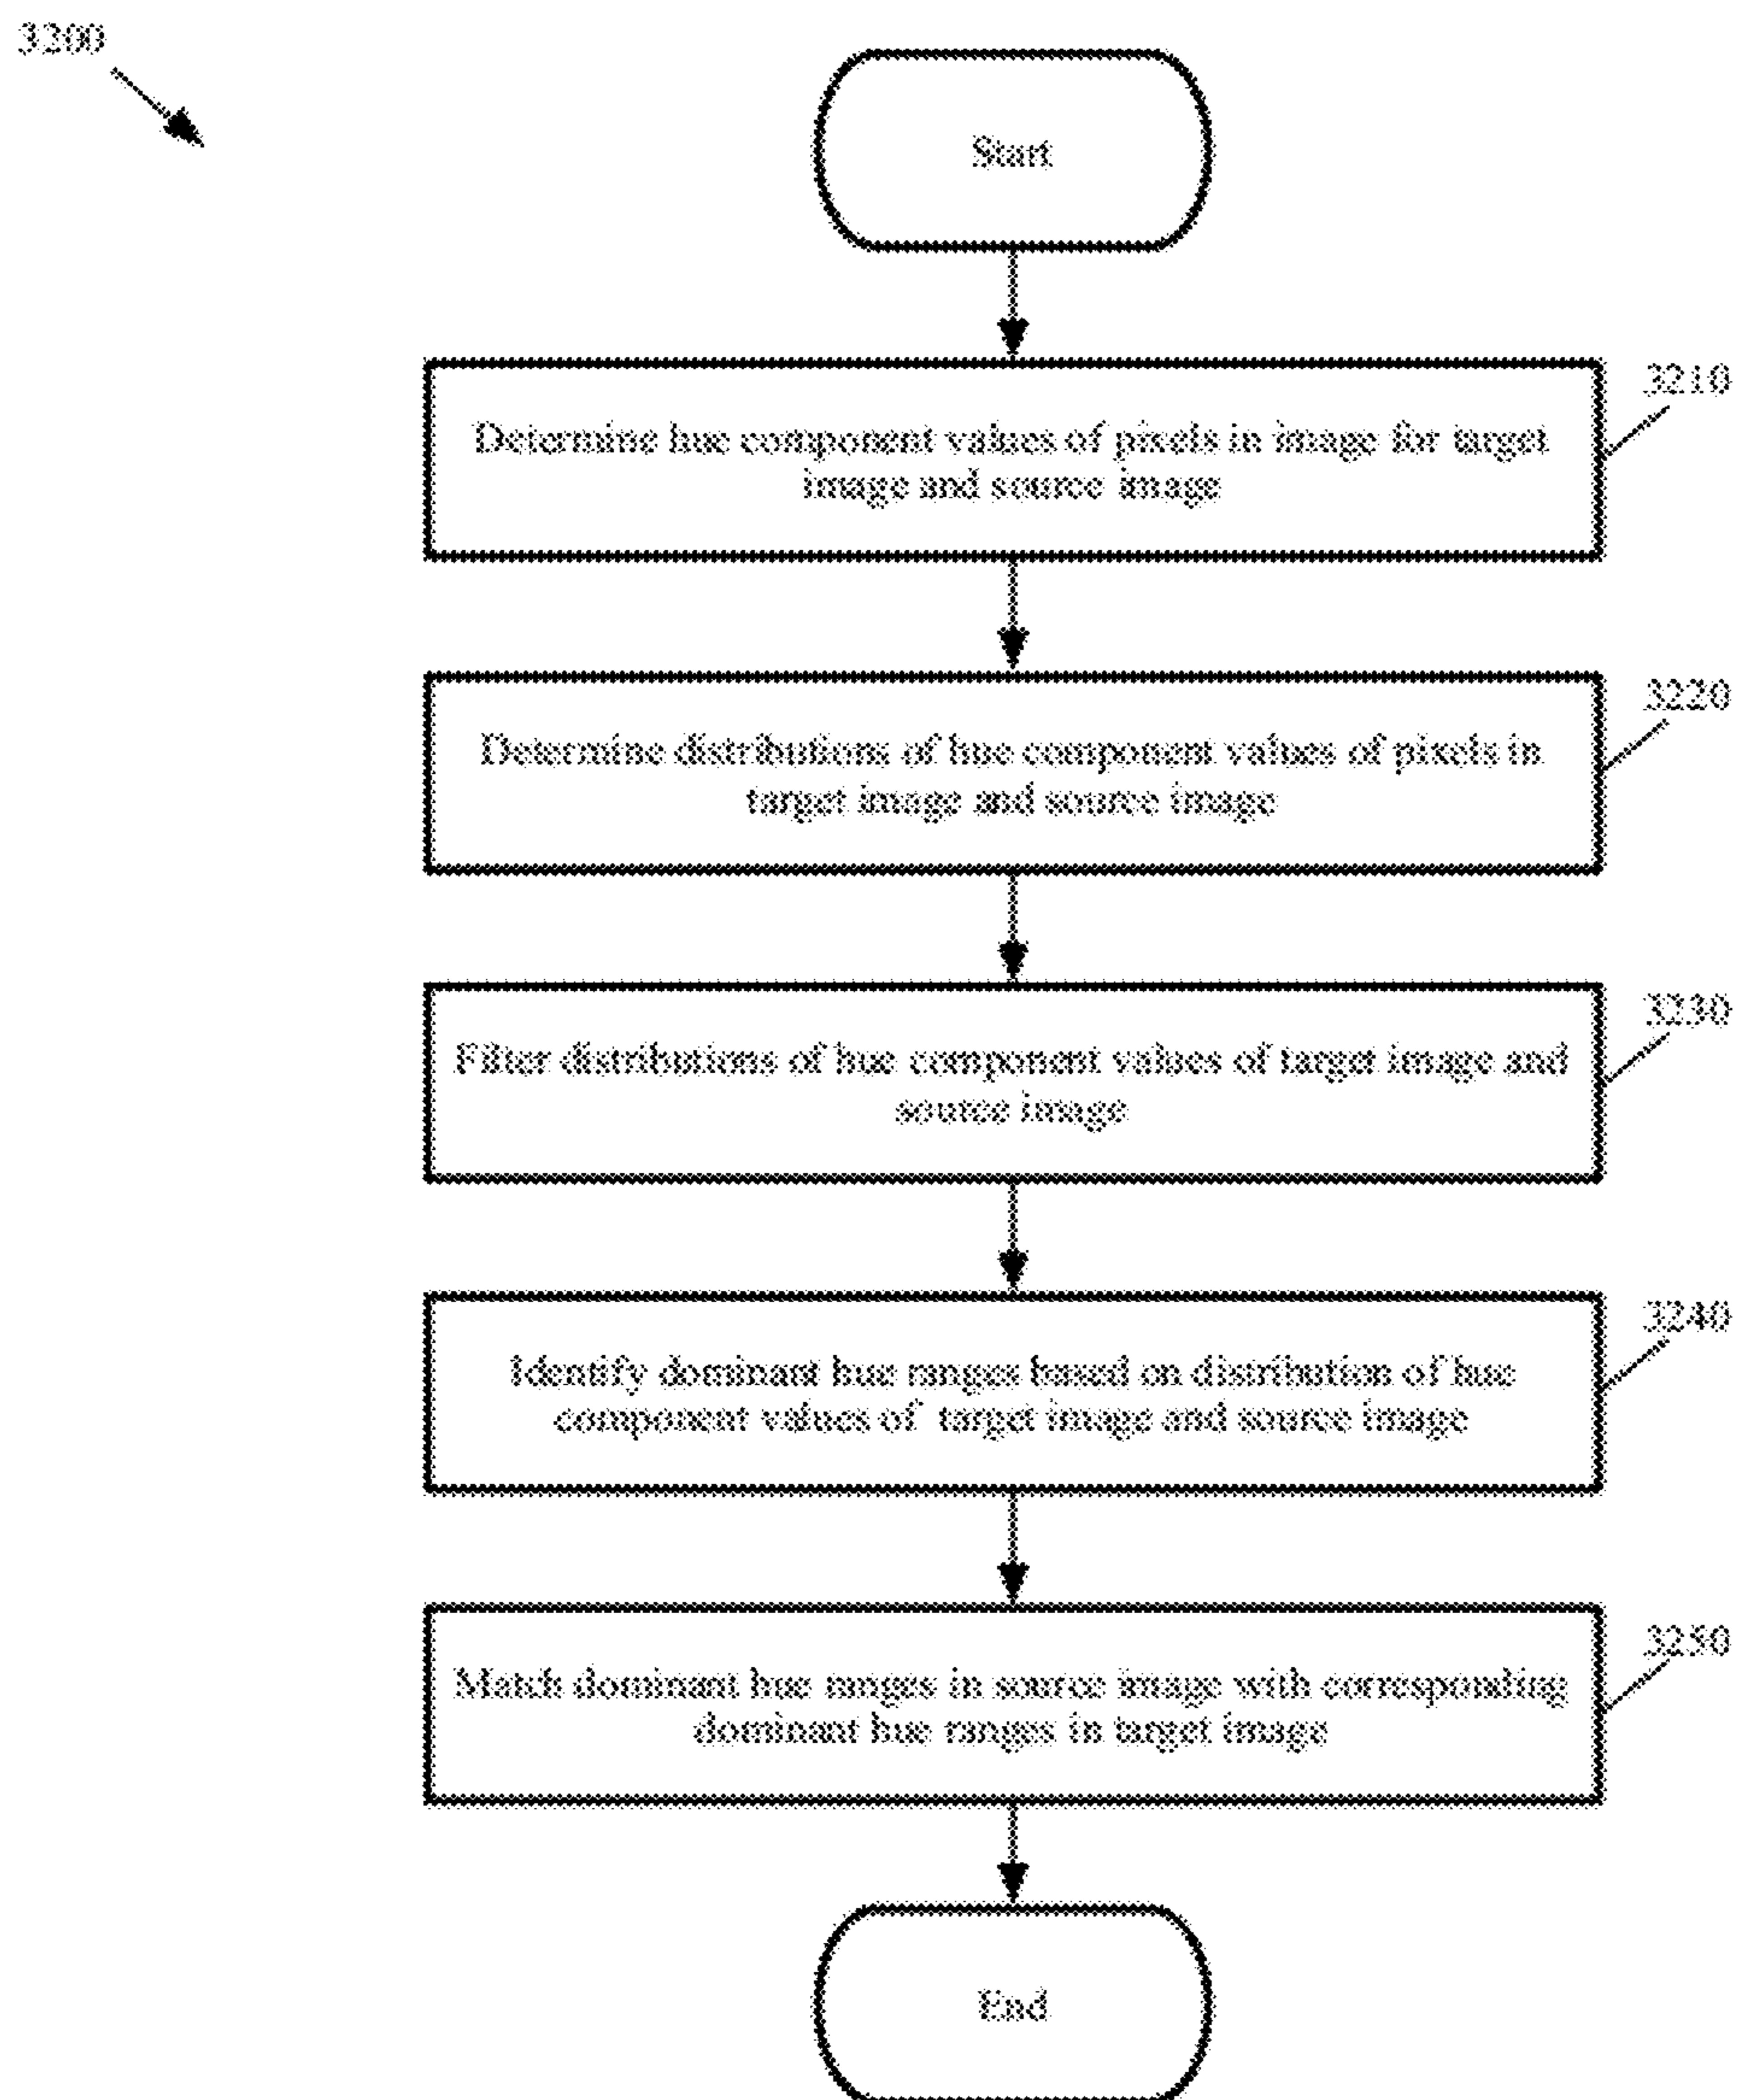 3200
Start
3210
Determine hue component values of pixels in image for target
image and source image
3220
Determine distributions of hue component values of pixels in
target image and source image
3230
Filter distributions of hue component values of target image and
source image
3240
Identify dominant hue ranges based on distribution of hue
component values of target image and source image
3250
Match dominant hue ranges in source image with corresponding
dominant hue ranges in target image
End